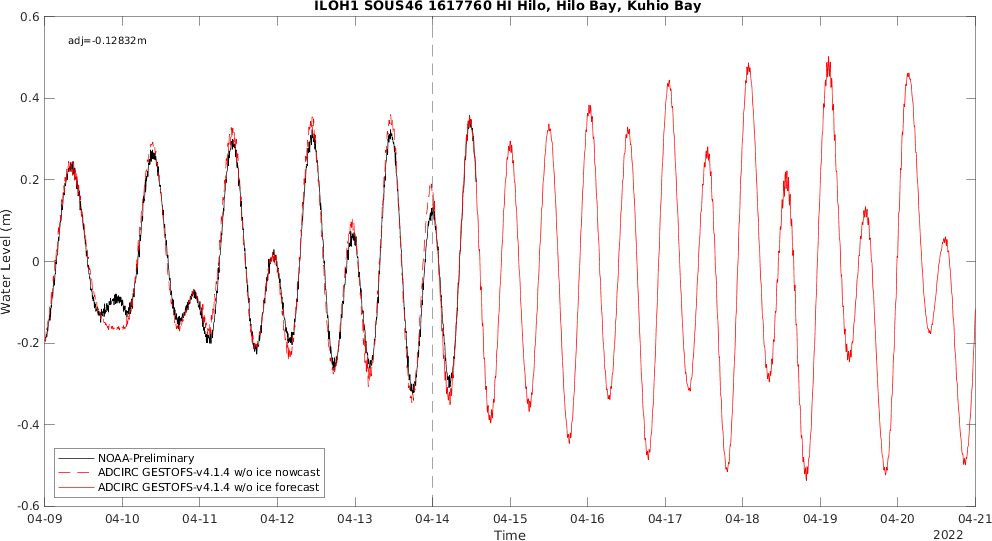 ILOH1 SOUS46 1617760 HI Hilo, Hilo Bay, Kuhio Bay
adj=-0.12832m
0.6
0.4
0.2
0
-0.2
-0.4
-0.6
Water Level (m)
NOAA-Preliminary
ADCIRC GESTOFS-v4.1.4 w/o ice nowcast
ADCIRC GESTOFS-v4.1.4 w/o ice forecast
04-09 04-10 04-11 04-12 04-13 04-14 04-15 04-16 04-17 04-18 04-19 04-20 04-21
Time
2022